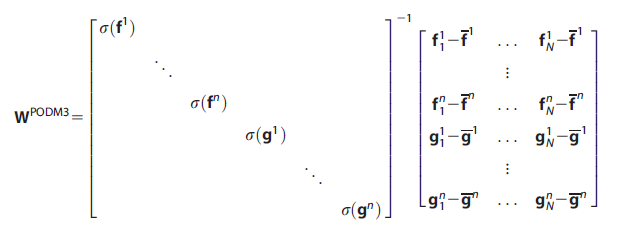 W^PODM3 = [σ(f^1) ⋱ σ(f^n) σ(g^1) ⋱ σ(g^n)]^−1
f_1^1 − f̅^1 … f_N^1 − f̅^1
⋮
f_1^n − f̅^n … f_N^n − f̅^n
g_1^1 − g̅^1 … g_N^1 − g̅^1
⋮
g_1^n − g̅^n … g_N^n − g̅^n